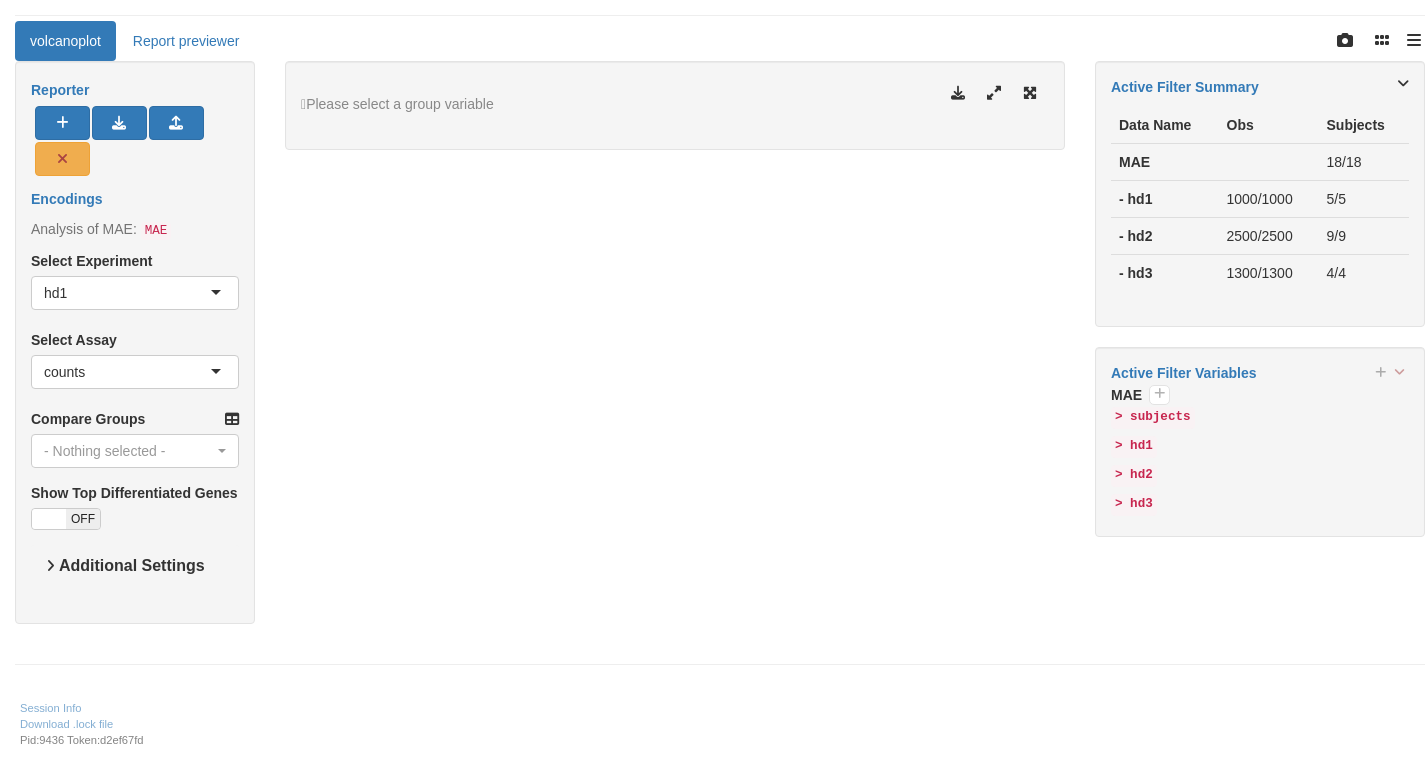 volcanoplot
Report previewer
Reporter
Encodings
Analysis of MAE: MAE
Select Experiment
hd1
Select Assay
counts
Compare Groups
- Nothing selected -
Show Top Differentiated Genes
OFF
Additional Settings
Please select a group variable
Active Filter Summary
Data Name Obs Subjects
MAE 18/18
- hd1 1000/1000 5/5
- hd2 2500/2500 9/9
- hd3 1300/1300 4/4
Active Filter Variables
MAE
> subjects
> hd1
> hd2
> hd3
Session Info
Download .lock file
Pid:9436 Token:d2ef67fd